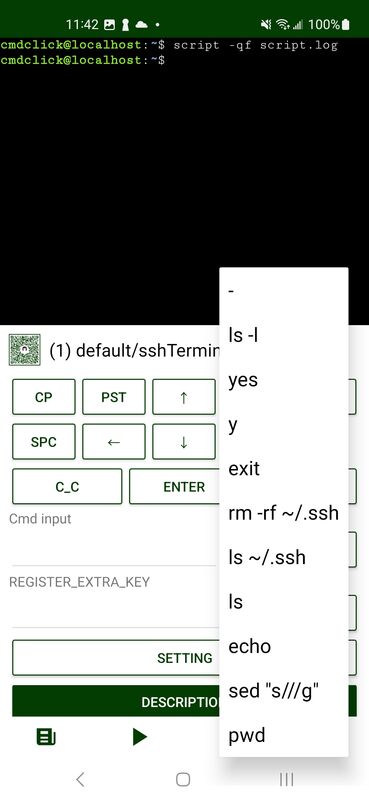 11:42 100%
cmdclick@localhost:~$ script -qf script.log
cmdclick@localhost:~$
-
ls -l
(1) default/sshTermin
yes
CP PST ↑
y
SPC ← ↓
exit
C_C ENTER
rm -rf ~/.ssh
Cmd input
ls ~/.ssh
REGISTER_EXTRA_KEY
ls
echo
SETTING
sed "s///g"
DESCRIPTIO
pwd